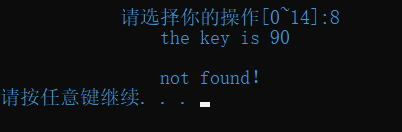 请选择你的操作[0~14]:8
the key is 90
not found!
请按任意键继续. . .